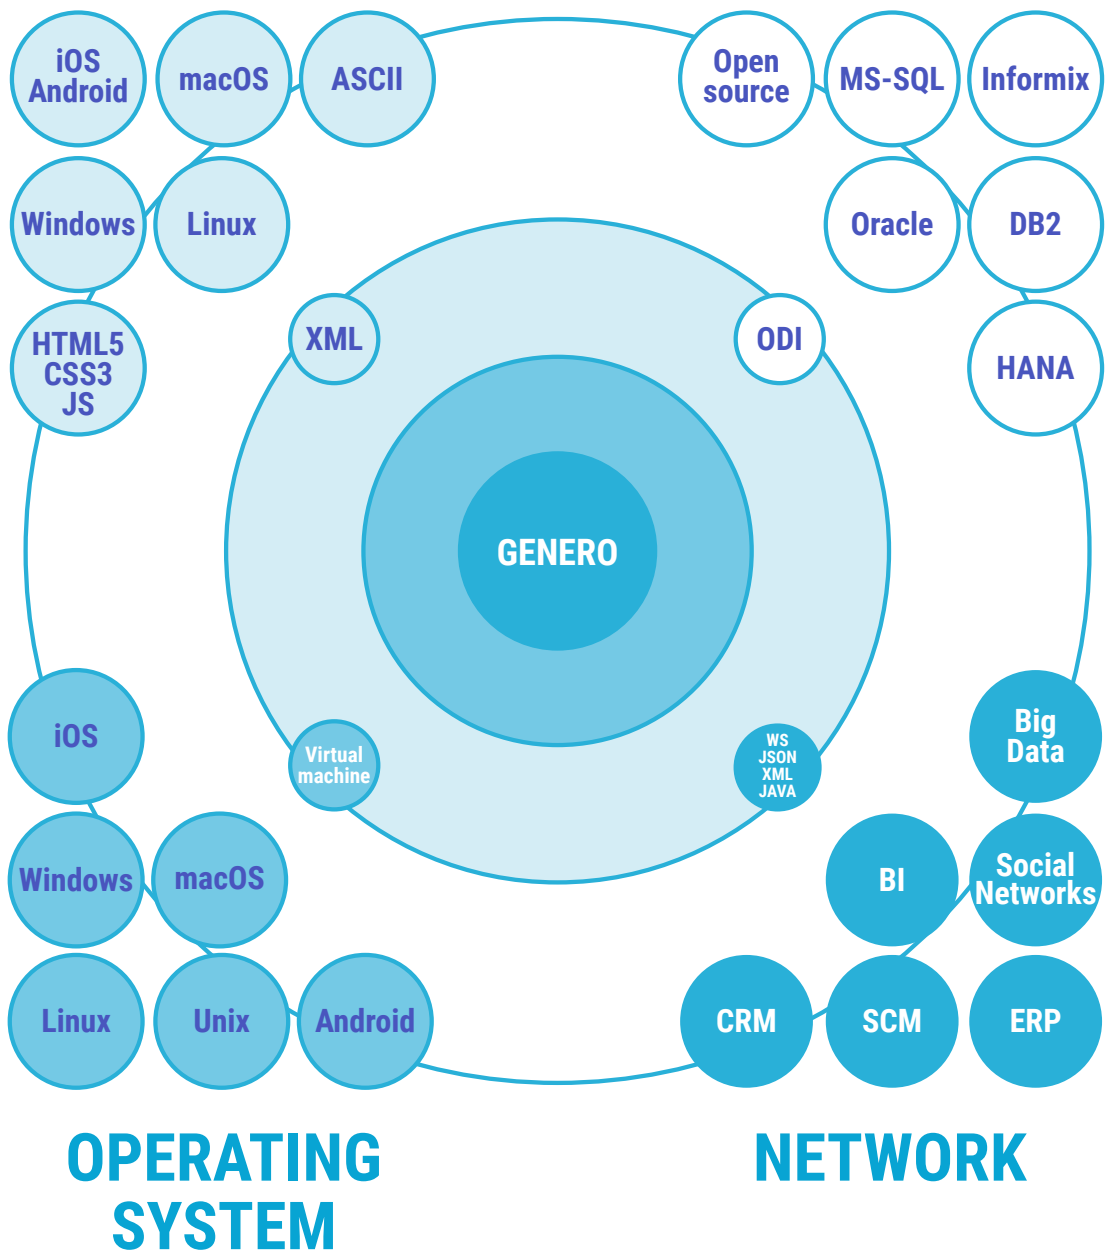 iOS
Android
macOS
ASCII
Windows
Linux
HTML5
CSS3
JS
Open
source
MS-SQL
Informix
Oracle
DB2
HANA
XML
ODI
GENERO
Virtual
machine
WS
JSON
XML
JAVA
iOS
Windows
macOS
Linux
Unix
Android
Big
Data
BI
Social
Networks
CRM
SCM
ERP
OPERATING
SYSTEM
NETWORK